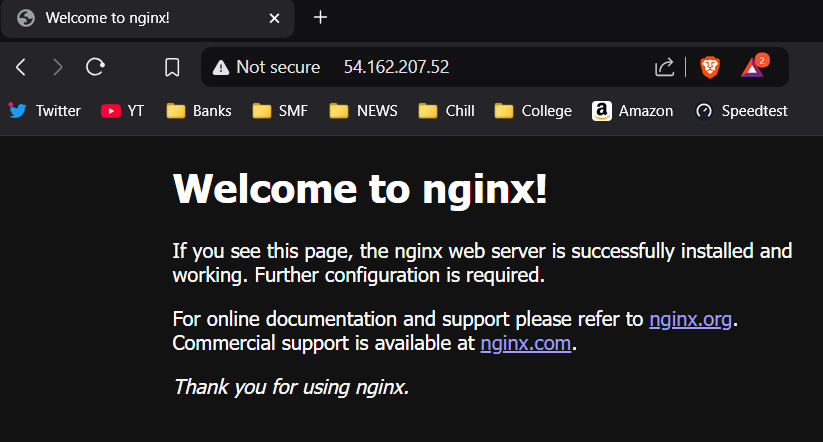 Welcome to nginx!
Not secure 54.162.207.52
2
Twitter YT Banks SMF NEWS Chill College Amazon Speedtest
Welcome to nginx!
If you see this page, the nginx web server is successfully installed and
working. Further configuration is required.
For online documentation and support please refer to nginx.org.
Commercial support is available at nginx.com.
Thank you for using nginx.